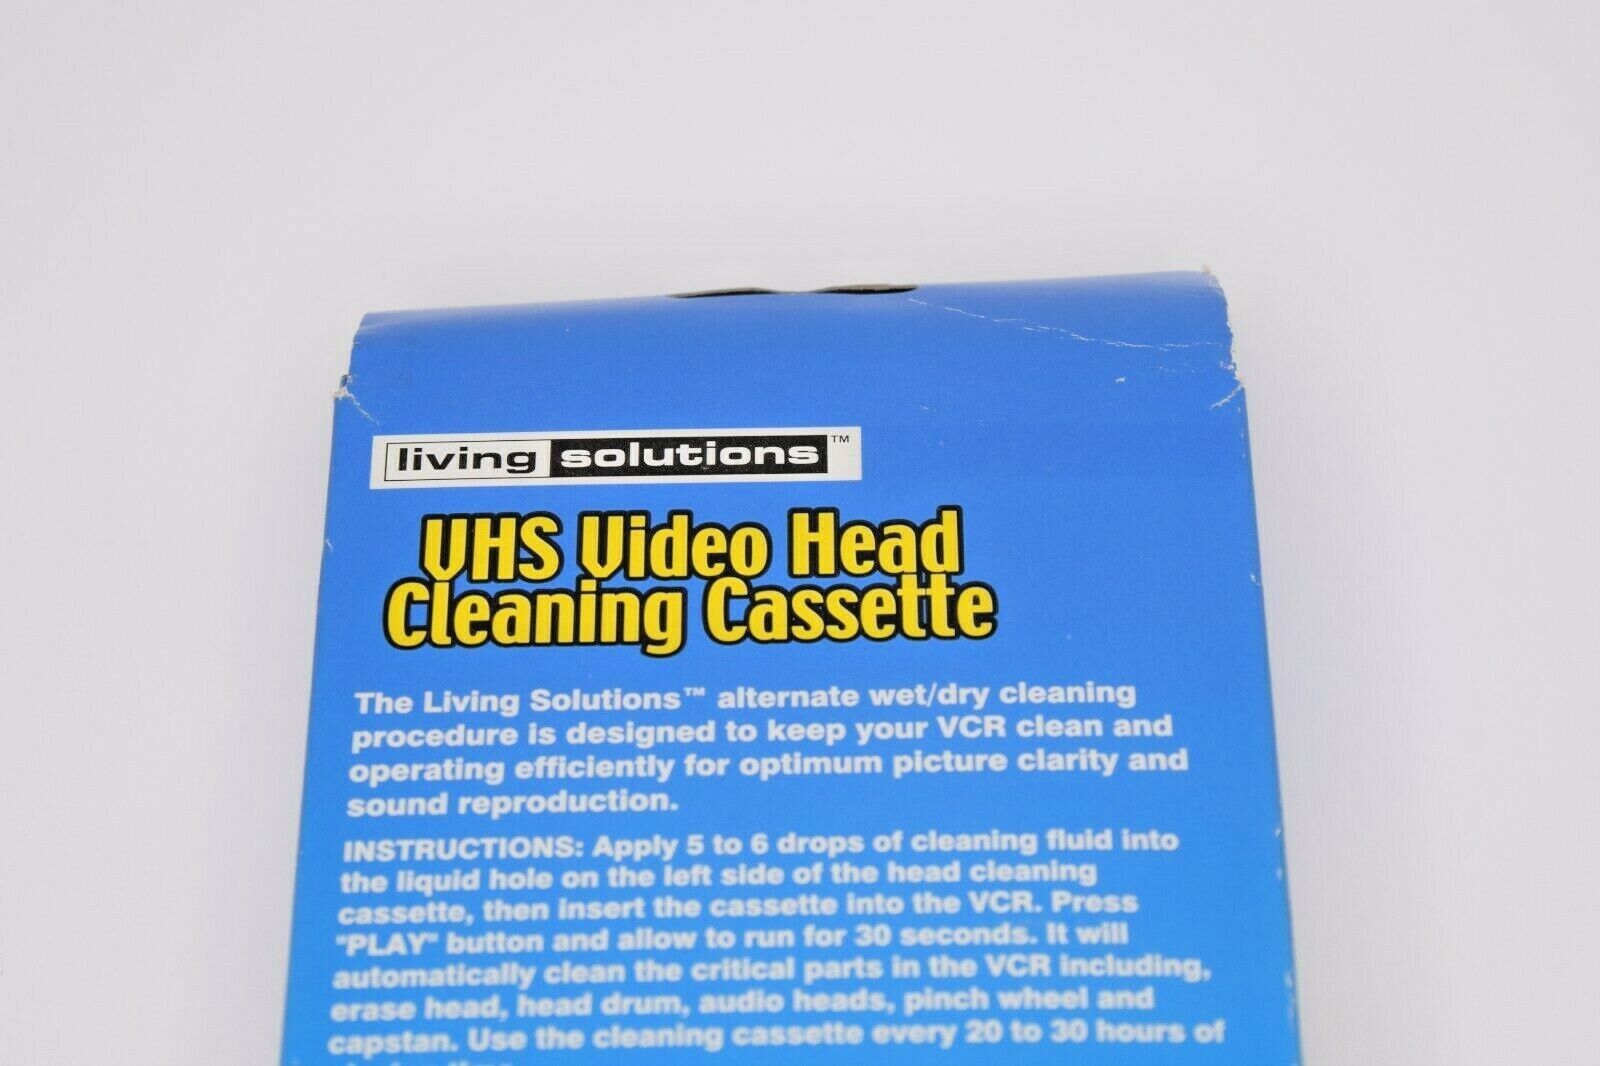 living solutions™
VHS Video Head
Cleaning Cassette
The Living Solutions™ alternate wet/dry cleaning
procedure is designed to keep your VCR clean and
operating efficiently for optimum picture clarity and
sound reproduction.
INSTRUCTIONS: Apply 5 to 6 drops of cleaning fluid into
the liquid hole on the left side of the head cleaning
cassette, then insert the cassette into the VCR. Press
"PLAY" button and allow to run for 30 seconds. It will
automatically clean the critical parts in the VCR including,
erase head, head drum, audio heads, pinch wheel and
capstan. Use the cleaning cassette every 20 to 30 hours of